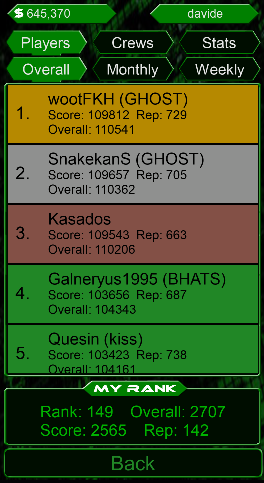 $ 645,370
davide
Players
Crews
Stats
Overall
Monthly
Weekly
1.
wootFKH (GHOST)
Score: 109812 Rep: 729
Overall: 110541
2.
SnakekanS (GHOST)
Score: 109657 Rep: 705
Overall: 110362
3.
Kasados
Score: 109543 Rep: 663
Overall: 110206
4.
Galneryus1995 (BHATS)
Score: 103656 Rep: 687
Overall: 104343
5.
Quesin (kiss)
Score: 103423 Rep: 738
Overall: 104161
MY RANK
Rank: 149 Overall: 2707
Score: 2565 Rep: 142
Back